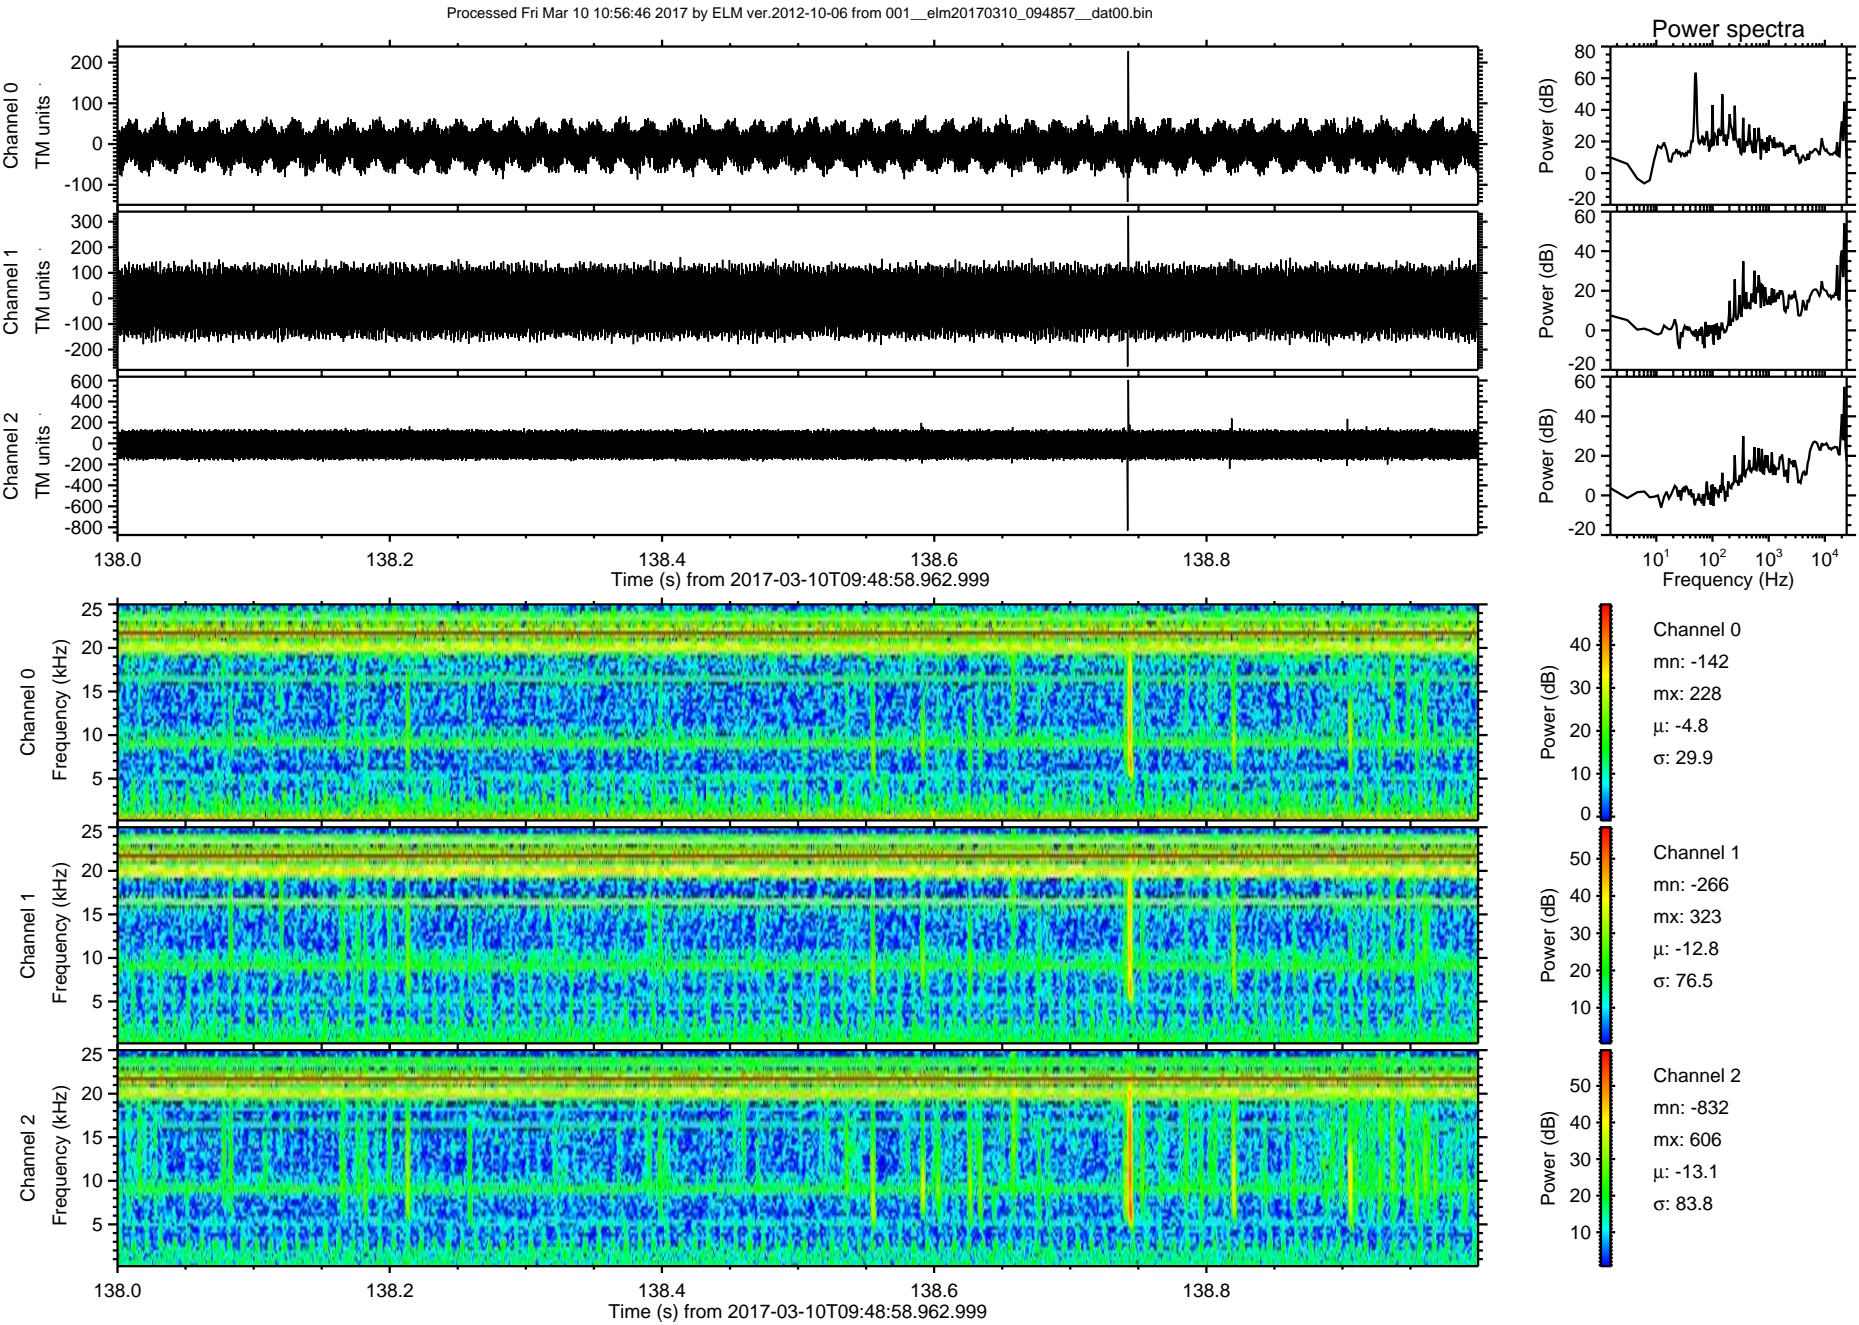 Processed Fri Mar 10 10:56:46 2017 by ELM ver.2012-10-06 from 001__elm20170310_094857__dat00.bin
Power spectra
Channel 0
TM units
200
100
0
-100
Power (dB)
80
60
40
20
0
-20
Channel 1
TM units
300
200
100
0
-100
-200
Power (dB)
60
40
20
0
-20
Channel 2
TM units
600
400
200
0
-200
-400
-600
-800
Power (dB)
60
40
20
0
-20
138.0 138.2 138.4 138.6 138.8
Time (s) from 2017-03-10T09:48:58.962.999
10¹ 10² 10³ 10⁴
Frequency (Hz)
Channel 0
Frequency (kHz)
25
20
15
10
5
Power (dB)
40
30
20
10
0
Channel 0
mn: -142
mx: 228
μ: -4.8
σ: 29.9
Channel 1
Frequency (kHz)
25
20
15
10
5
Power (dB)
50
40
30
20
10
Channel 1
mn: -266
mx: 323
μ: -12.8
σ: 76.5
Channel 2
Frequency (kHz)
25
20
15
10
5
Power (dB)
50
40
30
20
10
Channel 2
mn: -832
mx: 606
μ: -13.1
σ: 83.8
138.0 138.2 138.4 138.6 138.8
Time (s) from 2017-03-10T09:48:58.962.999